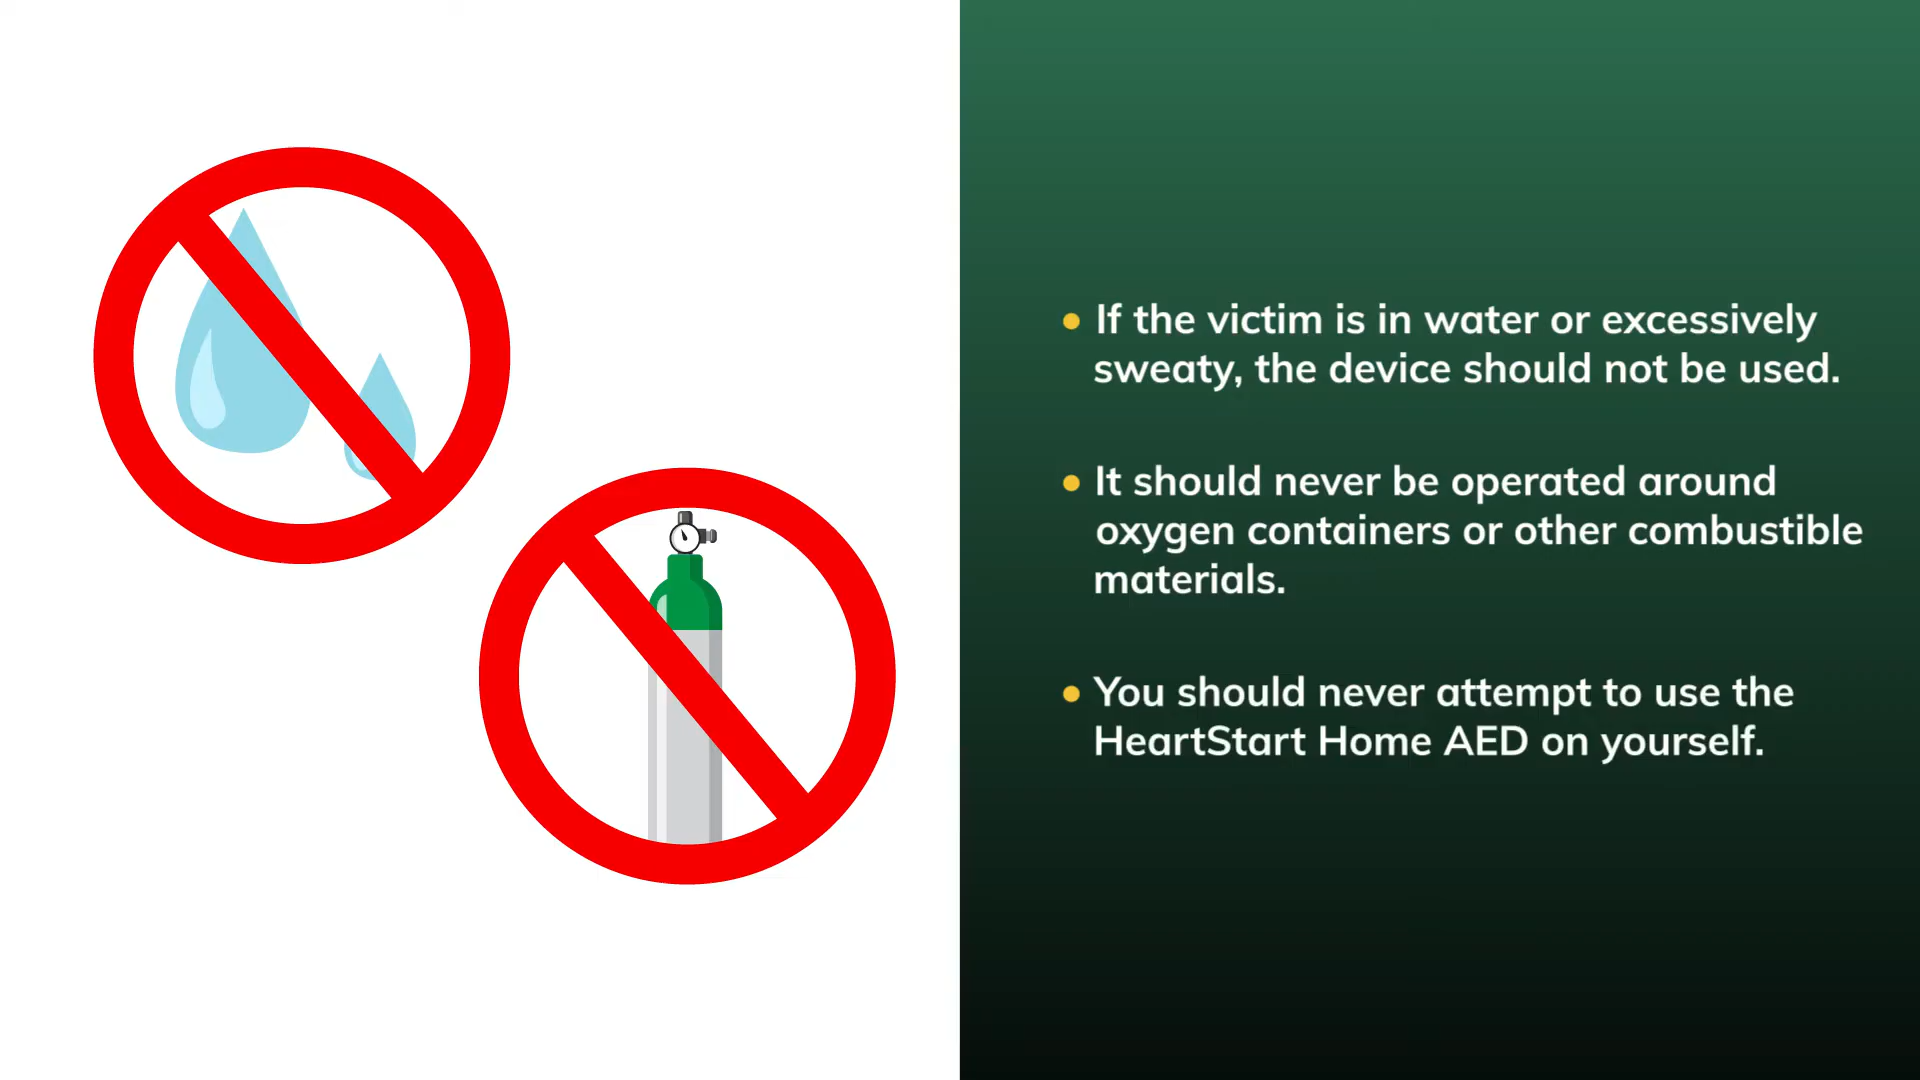 • If the victim is in water or excessively
sweaty, the device should not be used.
• It should never be operated around
oxygen containers or other combustible
materials.
• You should never attempt to use the
HeartStart Home AED on yourself.